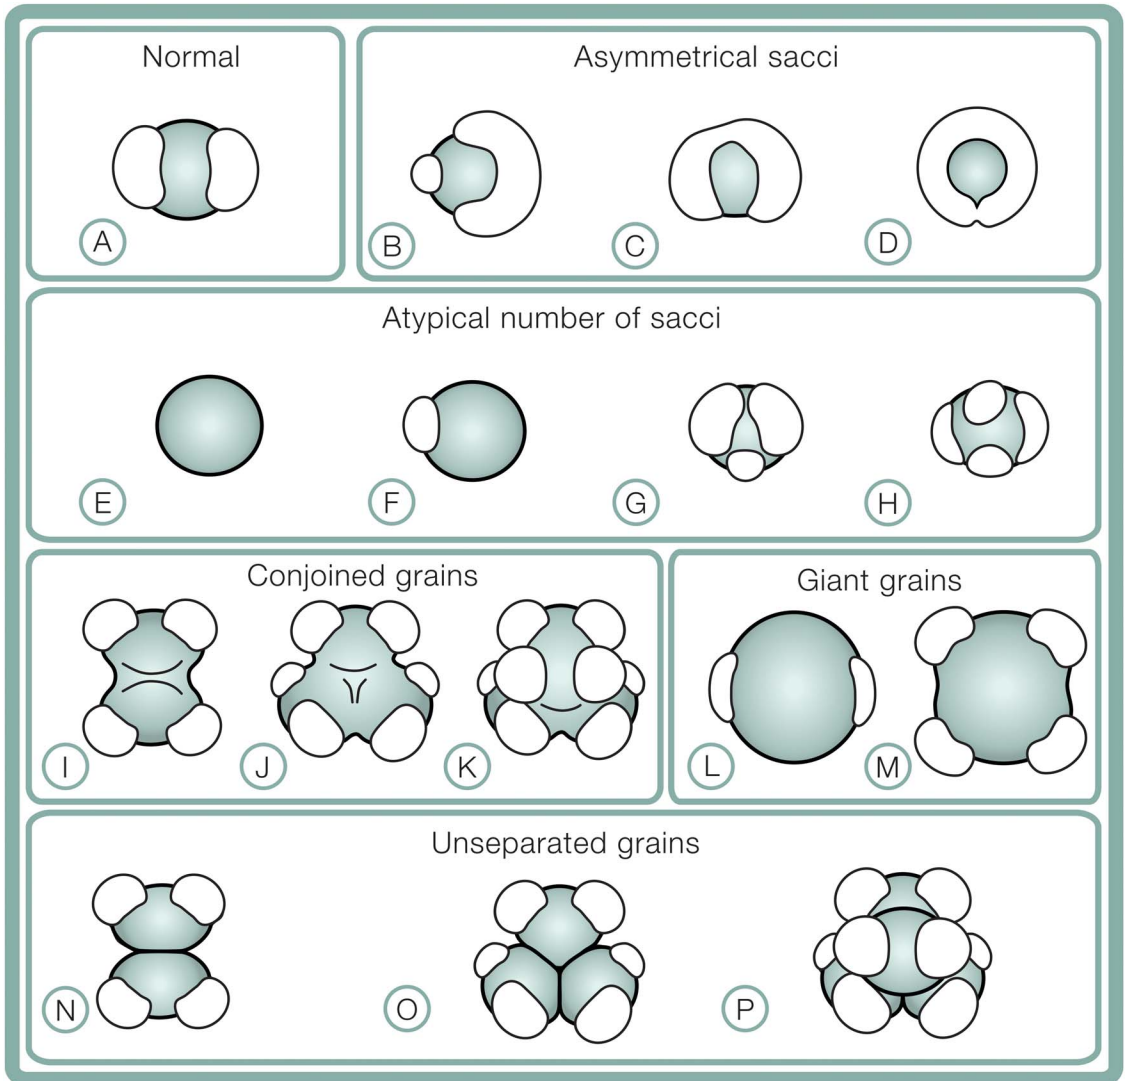 Normal
Asymmetrical sacci
A
B
C
D
Atypical number of sacci
E
F
G
H
Conjoined grains
I
J
K
Giant grains
L
M
Unseparated grains
N
O
P